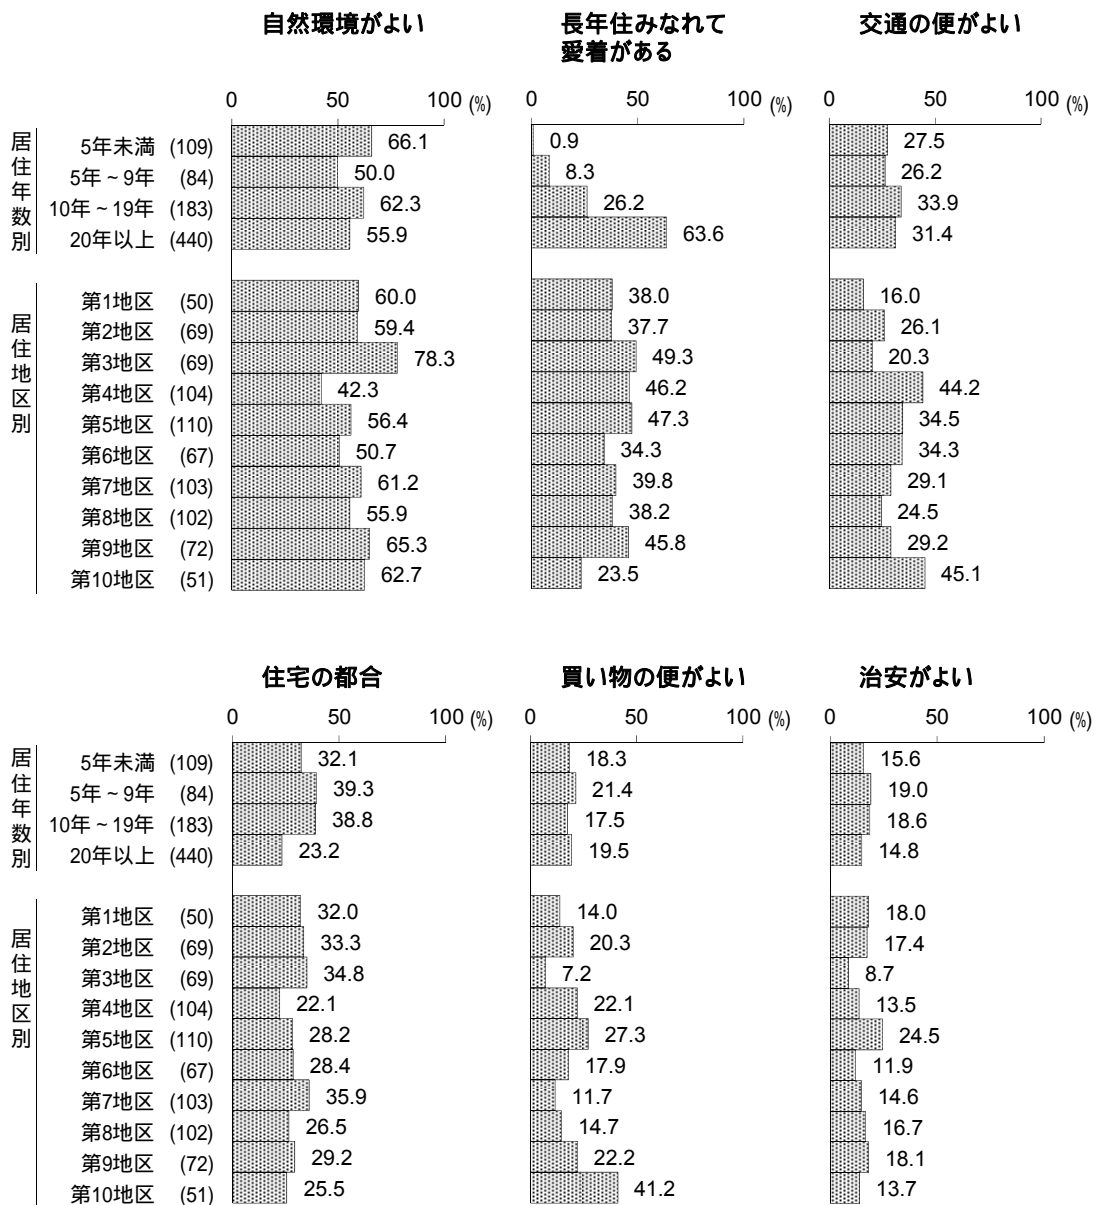 自然環境がよい 長年住みなれて 交通の便がよい
愛着がある
0 50 100 (%) 0 50 100 (%) 0 50 100 (%)
居住年数別
5年未満 (109) 66.1 0.9 27.5
5年～9年 (84) 50.0 8.3 26.2
10年～19年 (183) 62.3 26.2 33.9
20年以上 (440) 55.9 63.6 31.4
居住地区別
第1地区 (50) 60.0 38.0 16.0
第2地区 (69) 59.4 37.7 26.1
第3地区 (69) 78.3 49.3 20.3
第4地区 (104) 42.3 46.2 44.2
第5地区 (110) 56.4 47.3 34.5
第6地区 (67) 50.7 34.3 34.3
第7地区 (103) 61.2 39.8 29.1
第8地区 (102) 55.9 38.2 24.5
第9地区 (72) 65.3 45.8 29.2
第10地区 (51) 62.7 23.5 45.1
住宅の都合 買い物の便がよい 治安がよい
0 50 100 (%) 0 50 100 (%) 0 50 100 (%)
居住年数別
5年未満 (109) 32.1 18.3 15.6
5年～9年 (84) 39.3 21.4 19.0
10年～19年 (183) 38.8 17.5 18.6
20年以上 (440) 23.2 19.5 14.8
居住地区別
第1地区 (50) 32.0 14.0 18.0
第2地区 (69) 33.3 20.3 17.4
第3地区 (69) 34.8 7.2 8.7
第4地区 (104) 22.1 22.1 13.5
第5地区 (110) 28.2 27.3 24.5
第6地区 (67) 28.4 17.9 11.9
第7地区 (103) 35.9 11.7 14.6
第8地区 (102) 26.5 14.7 16.7
第9地区 (72) 29.2 22.2 18.1
第10地区 (51) 25.5 41.2 13.7